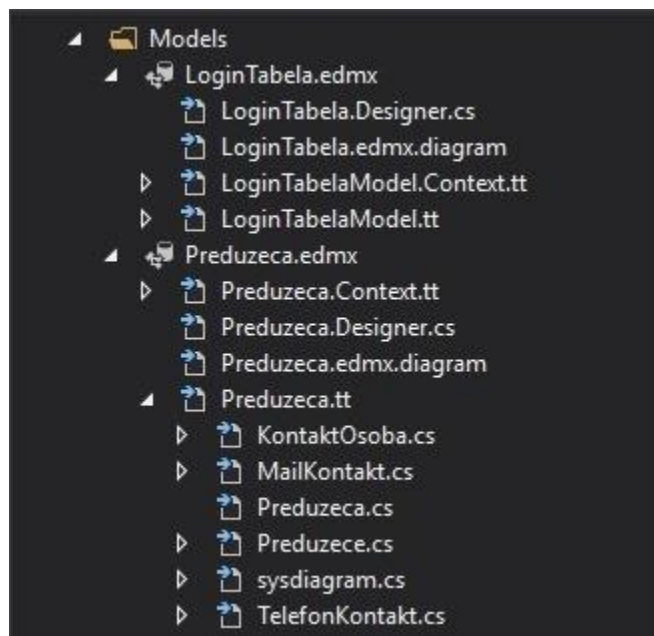 Models
LoginTabela.edmx
LoginTabela.Designer.cs
LoginTabela.edmx.diagram
LoginTabelaModel.Context.tt
LoginTabelaModel.tt
Preduzeca.edmx
Preduzeca.Context.tt
Preduzeca.Designer.cs
Preduzeca.edmx.diagram
Preduzeca.tt
KontaktOsoba.cs
MailKontakt.cs
Preduzeca.cs
Preduzece.cs
sysdiagram.cs
TelefonKontakt.cs